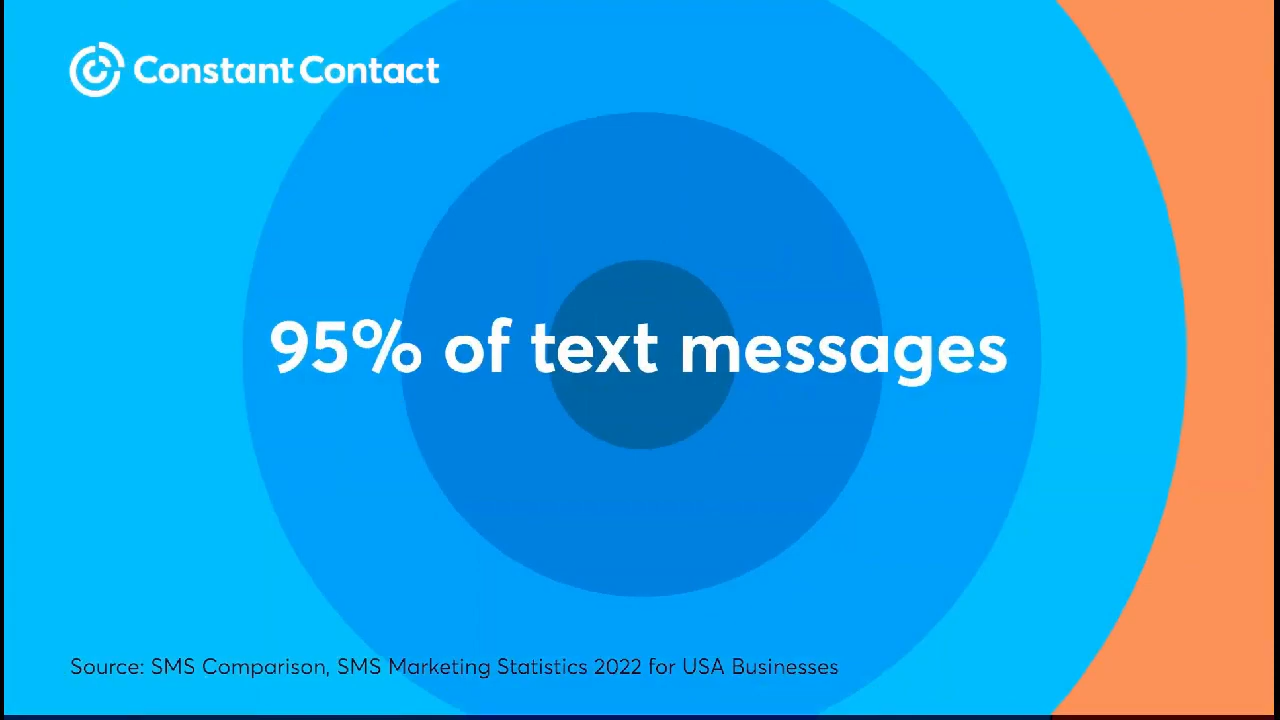 Constant Contact
95% of text messages
Source: SMS Comparison, SMS Marketing Statistics 2022 for USA Businesses